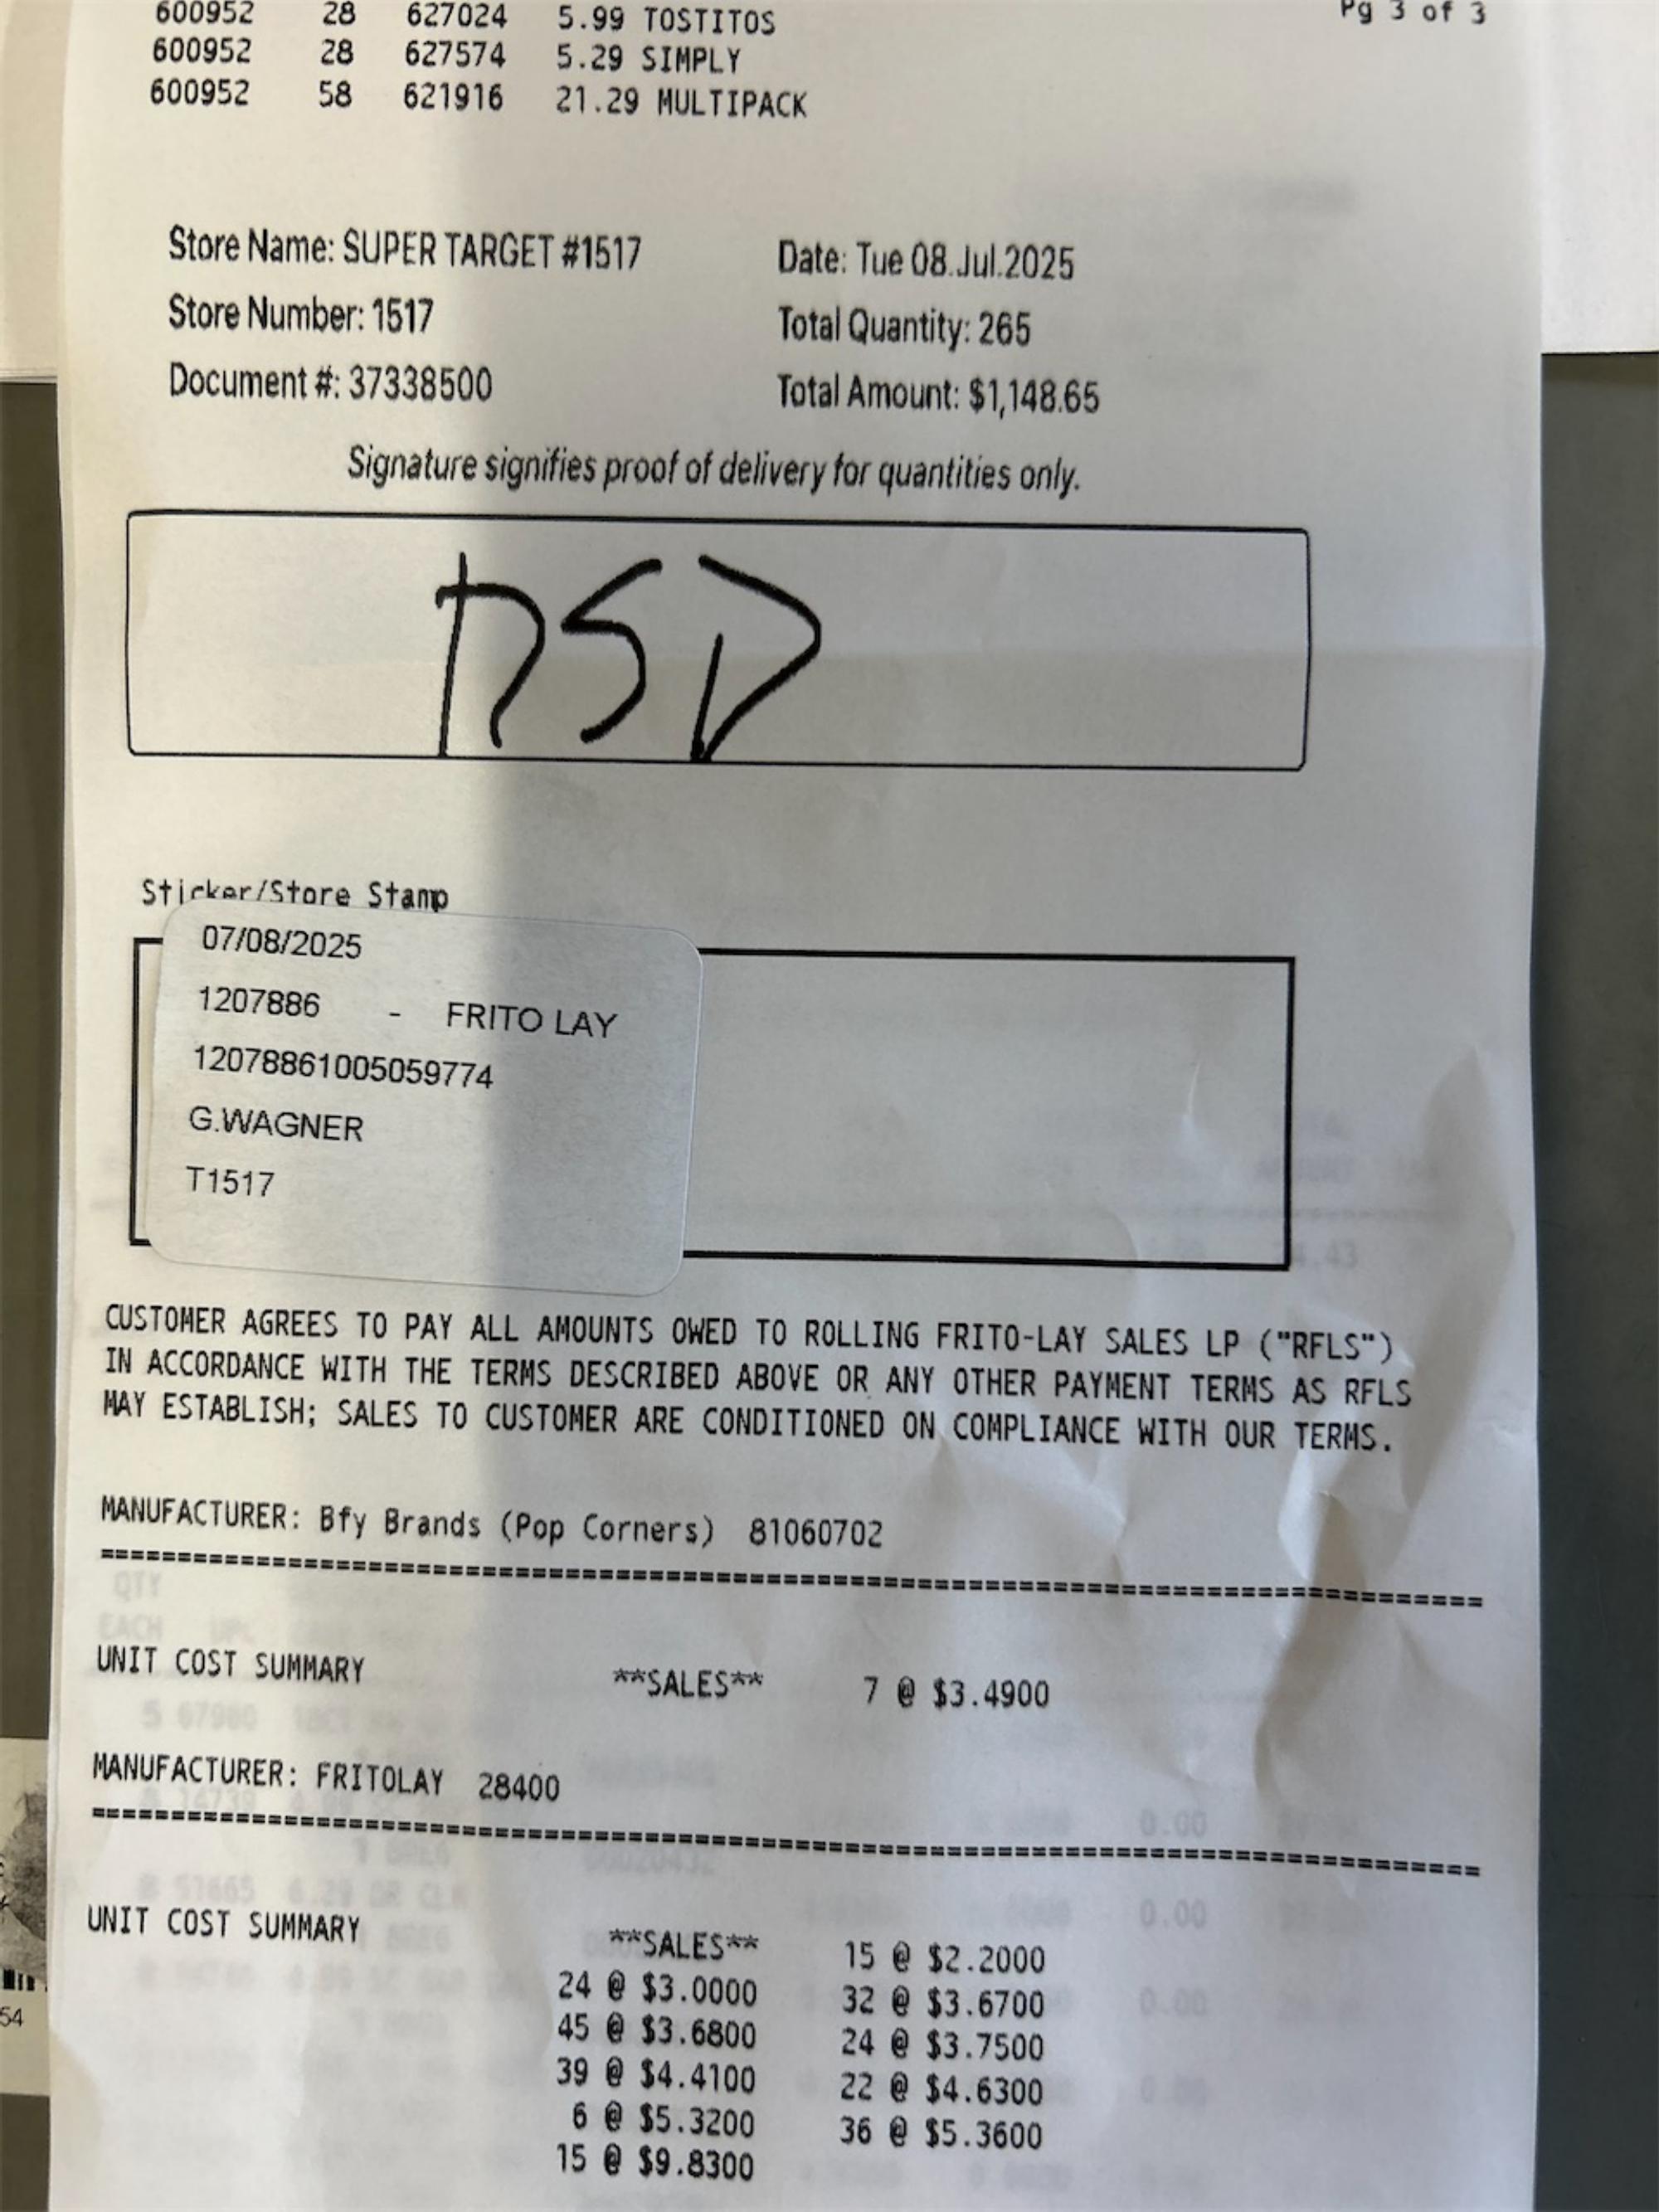 Pg 3 of 3
600952 28 627024 5.99 TOSTITOS
600952 28 627574 5.29 SIMPLY
600952 58 621916 21.29 MULTIPACK
Store Name: SUPER TARGET #1517
Date: Tue 08.Jul.2025
Store Number: 1517
Total Quantity: 265
Document #: 37338500
Total Amount: $1,148.65
Signature signifies proof of delivery for quantities only.
DSD
Sticker/Store Stamp
07/08/2025
1207886 - FRITO LAY
12078861005059774
G.WAGNER
T1517
CUSTOMER AGREES TO PAY ALL AMOUNTS OWED TO ROLLING FRITO-LAY SALES LP ("RFLS")
IN ACCORDANCE WITH THE TERMS DESCRIBED ABOVE OR ANY OTHER PAYMENT TERMS AS RFLS
MAY ESTABLISH; SALES TO CUSTOMER ARE CONDITIONED ON COMPLIANCE WITH OUR TERMS.
MANUFACTURER: Bfy Brands (Pop Corners) 81060702
UNIT COST SUMMARY **SALES** 7 @ $3.4900
MANUFACTURER: FRITOLAY 28400
UNIT COST SUMMARY **SALES** 15 @ $2.2000
24 @ $3.0000 32 @ $3.6700
45 @ $3.6800 24 @ $3.7500
39 @ $4.4100 22 @ $4.6300
6 @ $5.3200 36 @ $5.3600
15 @ $9.8300
54